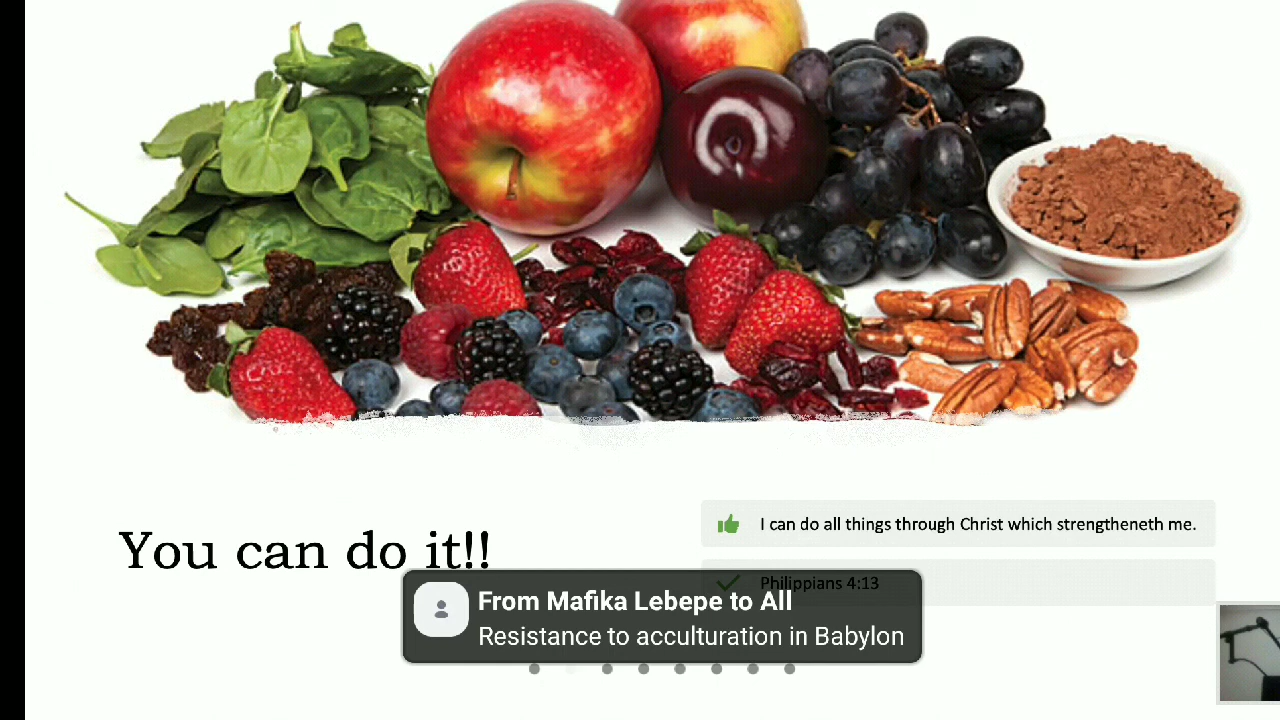 You can do it!!
I can do all things through Christ which strengtheneth me.
Philippians 4:13
From Mafika Lebepe to All
Resistance to acculturation in Babylon